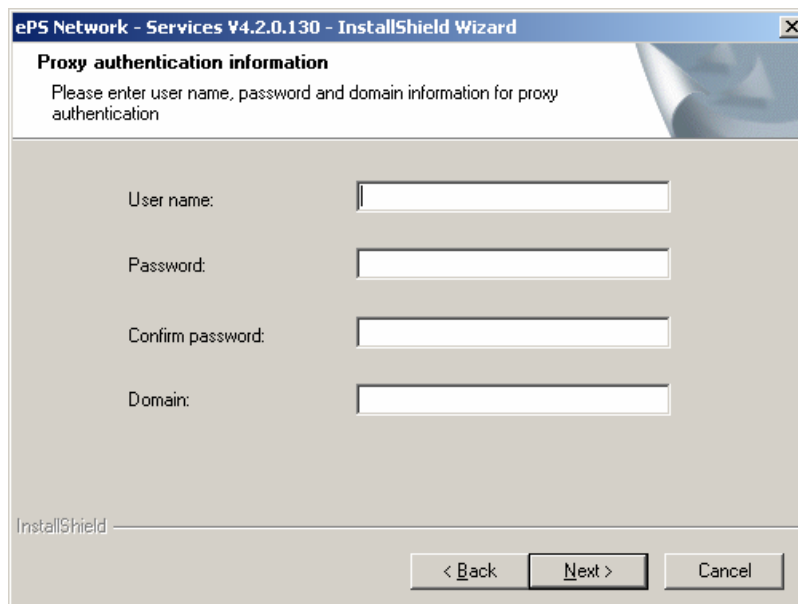 ePS Network - Services V4.2.0.130 - InstallShield Wizard
Proxy authentication information
Please enter user name, password and domain information for proxy
authentication
User name:
Password:
Confirm password:
Domain:
InstallShield
< Back Next > Cancel